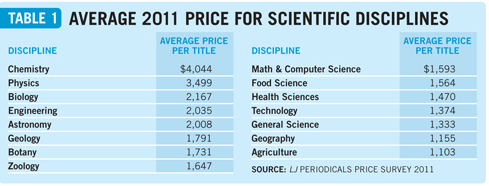 TABLE 1 AVERAGE 2011 PRICE FOR SCIENTIFIC DISCIPLINES
DISCIPLINE AVERAGE PRICE PER TITLE
Chemistry $4,044
Physics 3,499
Biology 2,167
Engineering 2,035
Astronomy 2,008
Geology 1,791
Botany 1,731
Zoology 1,647
DISCIPLINE AVERAGE PRICE PER TITLE
Math & Computer Science $1,593
Food Science 1,564
Health Sciences 1,470
Technology 1,374
General Science 1,333
Geography 1,155
Agriculture 1,103
SOURCE: LJ PERIODICALS PRICE SURVEY 2011